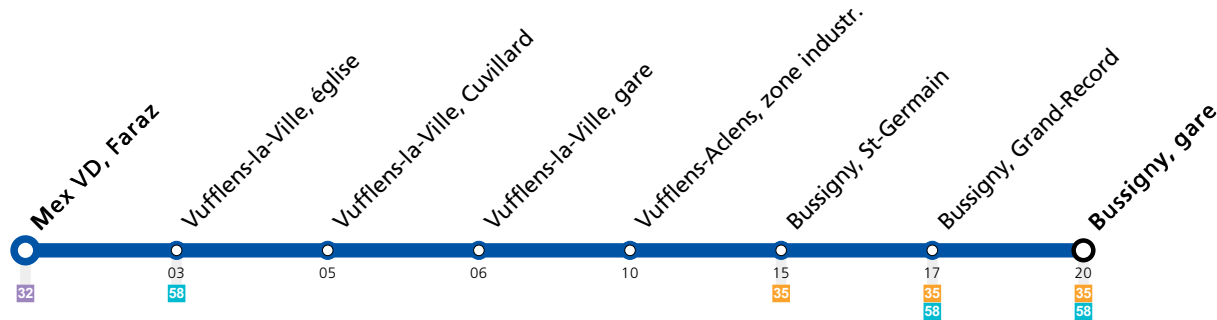 Mex VD, Faraz
Vufflens-la-Ville, église
Vufflens-la-Ville, Cuvillard
Vufflens-la-Ville, gare
Vufflens-Aclens, zone industr.
Bussigny, St-Germain
Bussigny, Grand-Record
Bussigny, gare
03 05 06 10 15 17 20
32 58 35 35 35
58 58